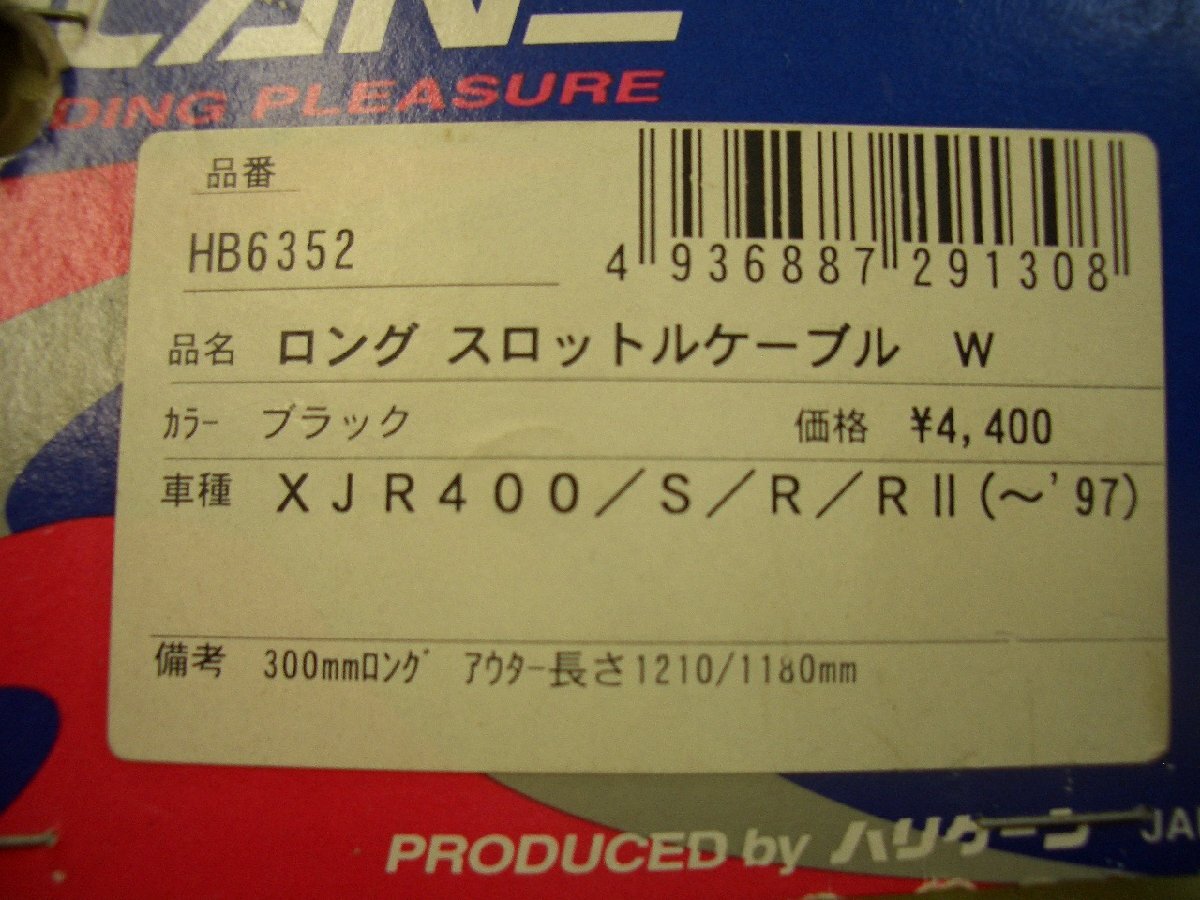 PLEASURE
品番
HB6352
4 936887 291308
品名 ロング スロットルケーブル W
カラー ブラック 価格 ¥4,400
車種 XJR400/S/R/RⅡ(～'97)
備考 300mmロング アウター長さ1210/1180mm
PRODUCED by ハリケーン